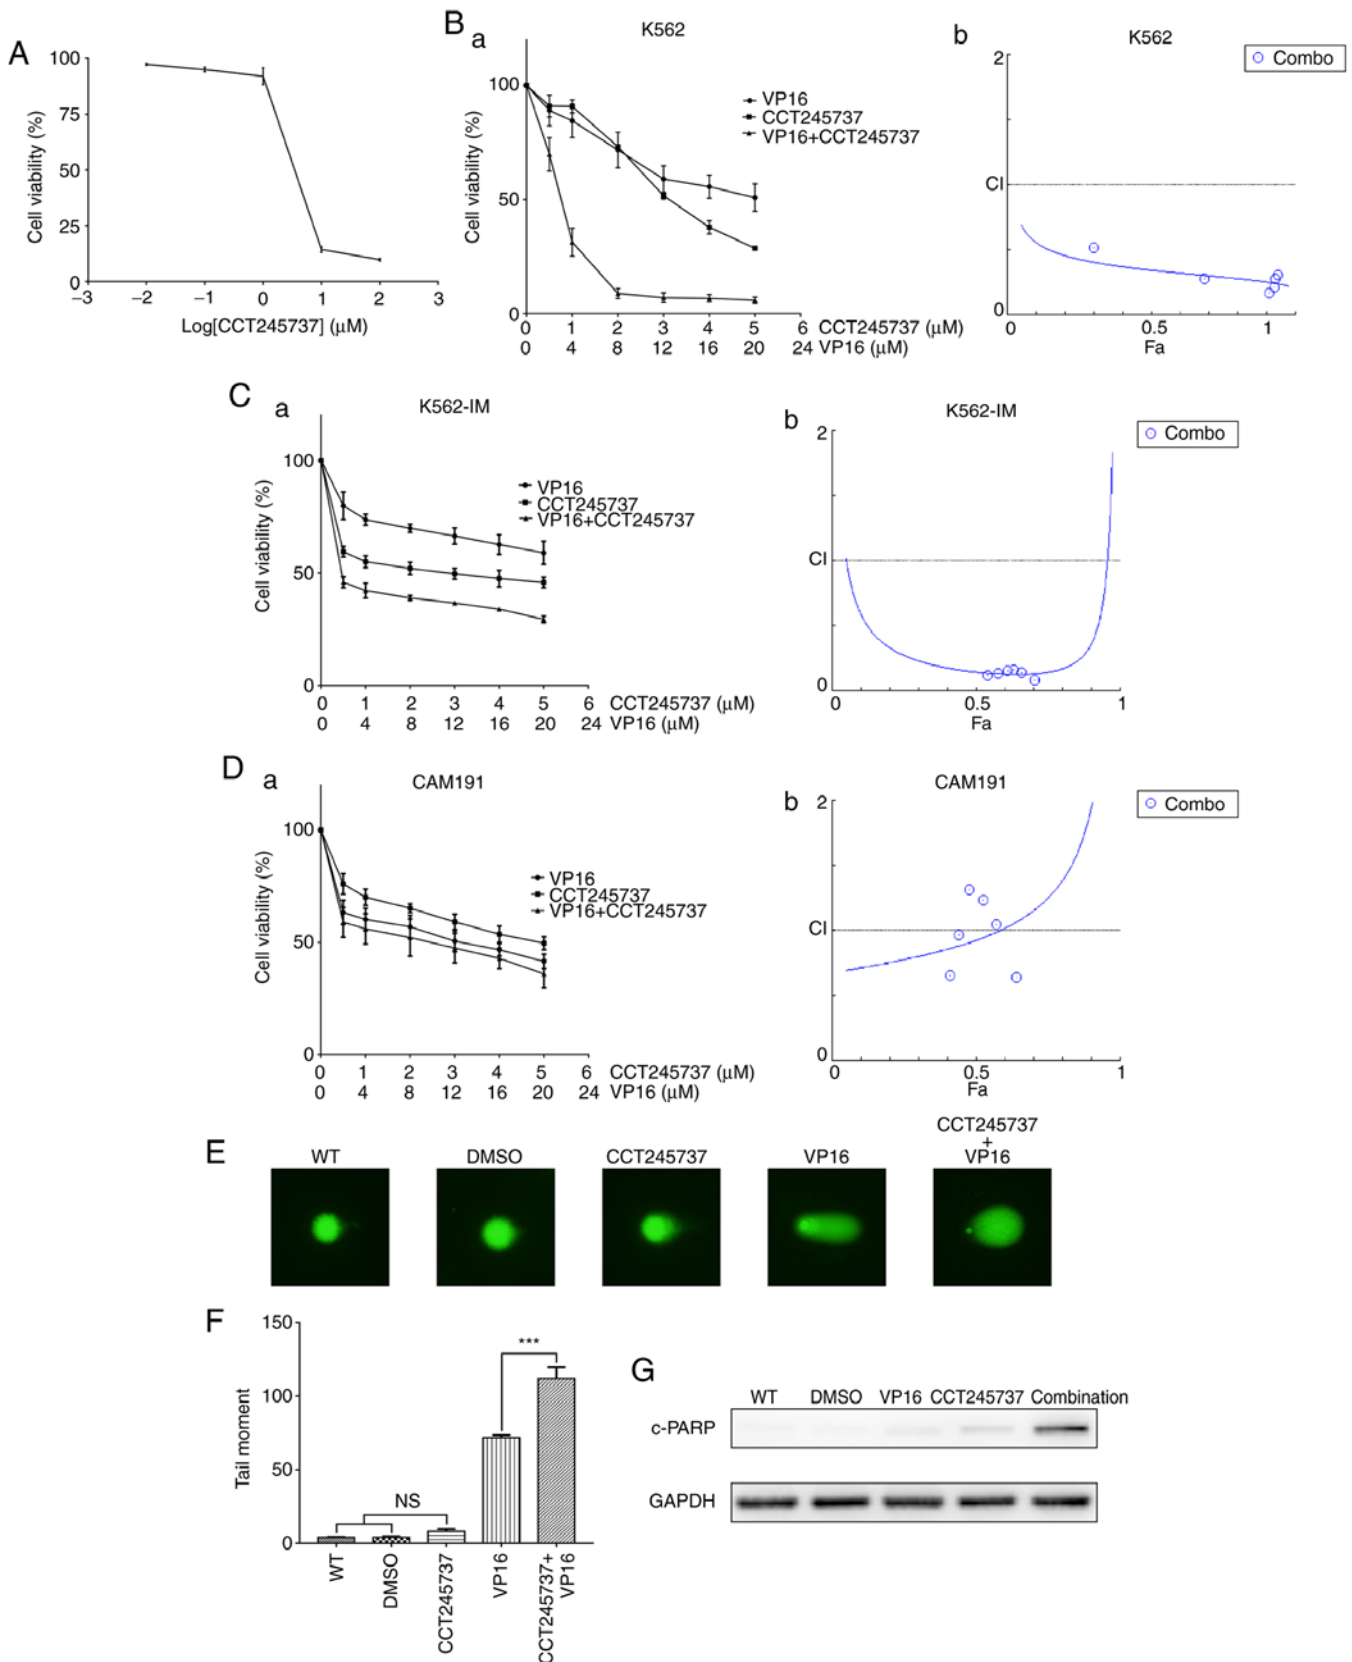 A
100
75
50
25
0
Cell viability (%)
−3 −2 −1 0 1 2 3
Log[CCT245737] (μM)
B
a
K562
100
50
0
Cell viability (%)
VP16
CCT245737
VP16+CCT245737
0 1 2 3 4 5 6 CCT245737 (μM)
0 4 8 12 16 20 24 VP16 (μM)
b
K562
Combo
2
CI
0
0 0.5 1
Fa
C
a
K562-IM
100
50
0
Cell viability (%)
VP16
CCT245737
VP16+CCT245737
0 1 2 3 4 5 6 CCT245737 (μM)
0 4 8 12 16 20 24 VP16 (μM)
b
K562-IM
Combo
2
CI
0
0 0.5 1
Fa
D
a
CAM191
100
50
0
Cell viability (%)
VP16
CCT245737
VP16+CCT245737
0 1 2 3 4 5 6 CCT245737 (μM)
0 4 8 12 16 20 24 VP16 (μM)
b
CAM191
Combo
2
CI
0
0 0.5 1
Fa
E
WT DMSO CCT245737 VP16 CCT245737
+
VP16
F
150
100
50
0
Tail moment
NS
***
WT
DMSO
CCT245737
VP16
CCT245737+
VP16
G
WT DMSO VP16 CCT245737 Combination
c-PARP
GAPDH